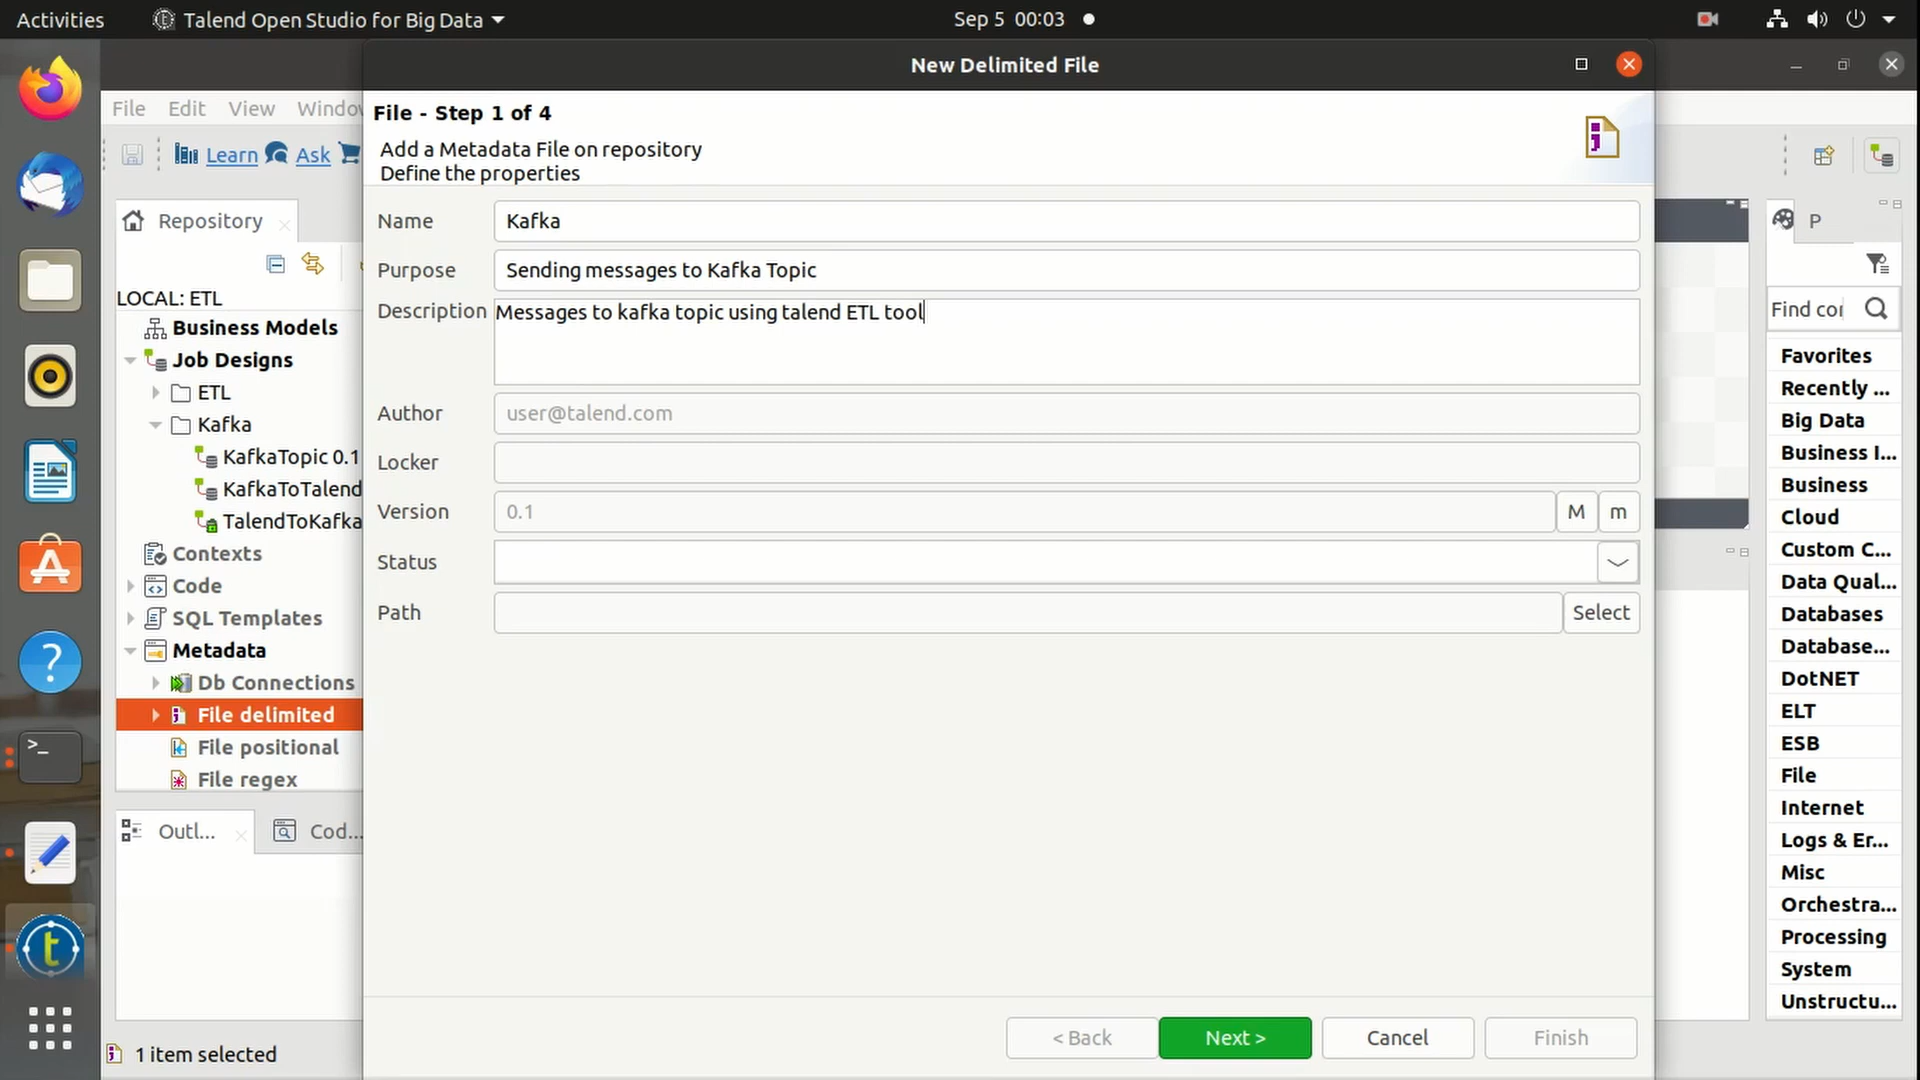 Activities
Talend Open Studio for Big Data
Sep 5 00:03
New Delimited File
File Edit View
Learn Ask
File - Step 1 of 4
Add a Metadata File on repository
Define the properties
Repository
LOCAL: ETL
Business Models
Job Designs
ETL
Kafka
KafkaTopic 0.1
KafkaToTalend
TalendToKafka
Contexts
Code
SQL Templates
Metadata
Db Connections
File delimited
File positional
File regex
Outl...
Cod...
1 item selected
Name Kafka
Purpose Sending messages to Kafka Topic
Description Messages to kafka topic using talend ETL tool
Author user@talend.com
Locker
Version 0.1 M m
Status
Path Select
< Back Next > Cancel Finish
P
Find
Favorites
Recently ...
Big Data
Business I...
Business
Cloud
Custom C...
Data Qual...
Databases
Database...
DotNET
ELT
ESB
File
Internet
Logs & Er...
Misc
Orchestra...
Processing
System
Unstructu...